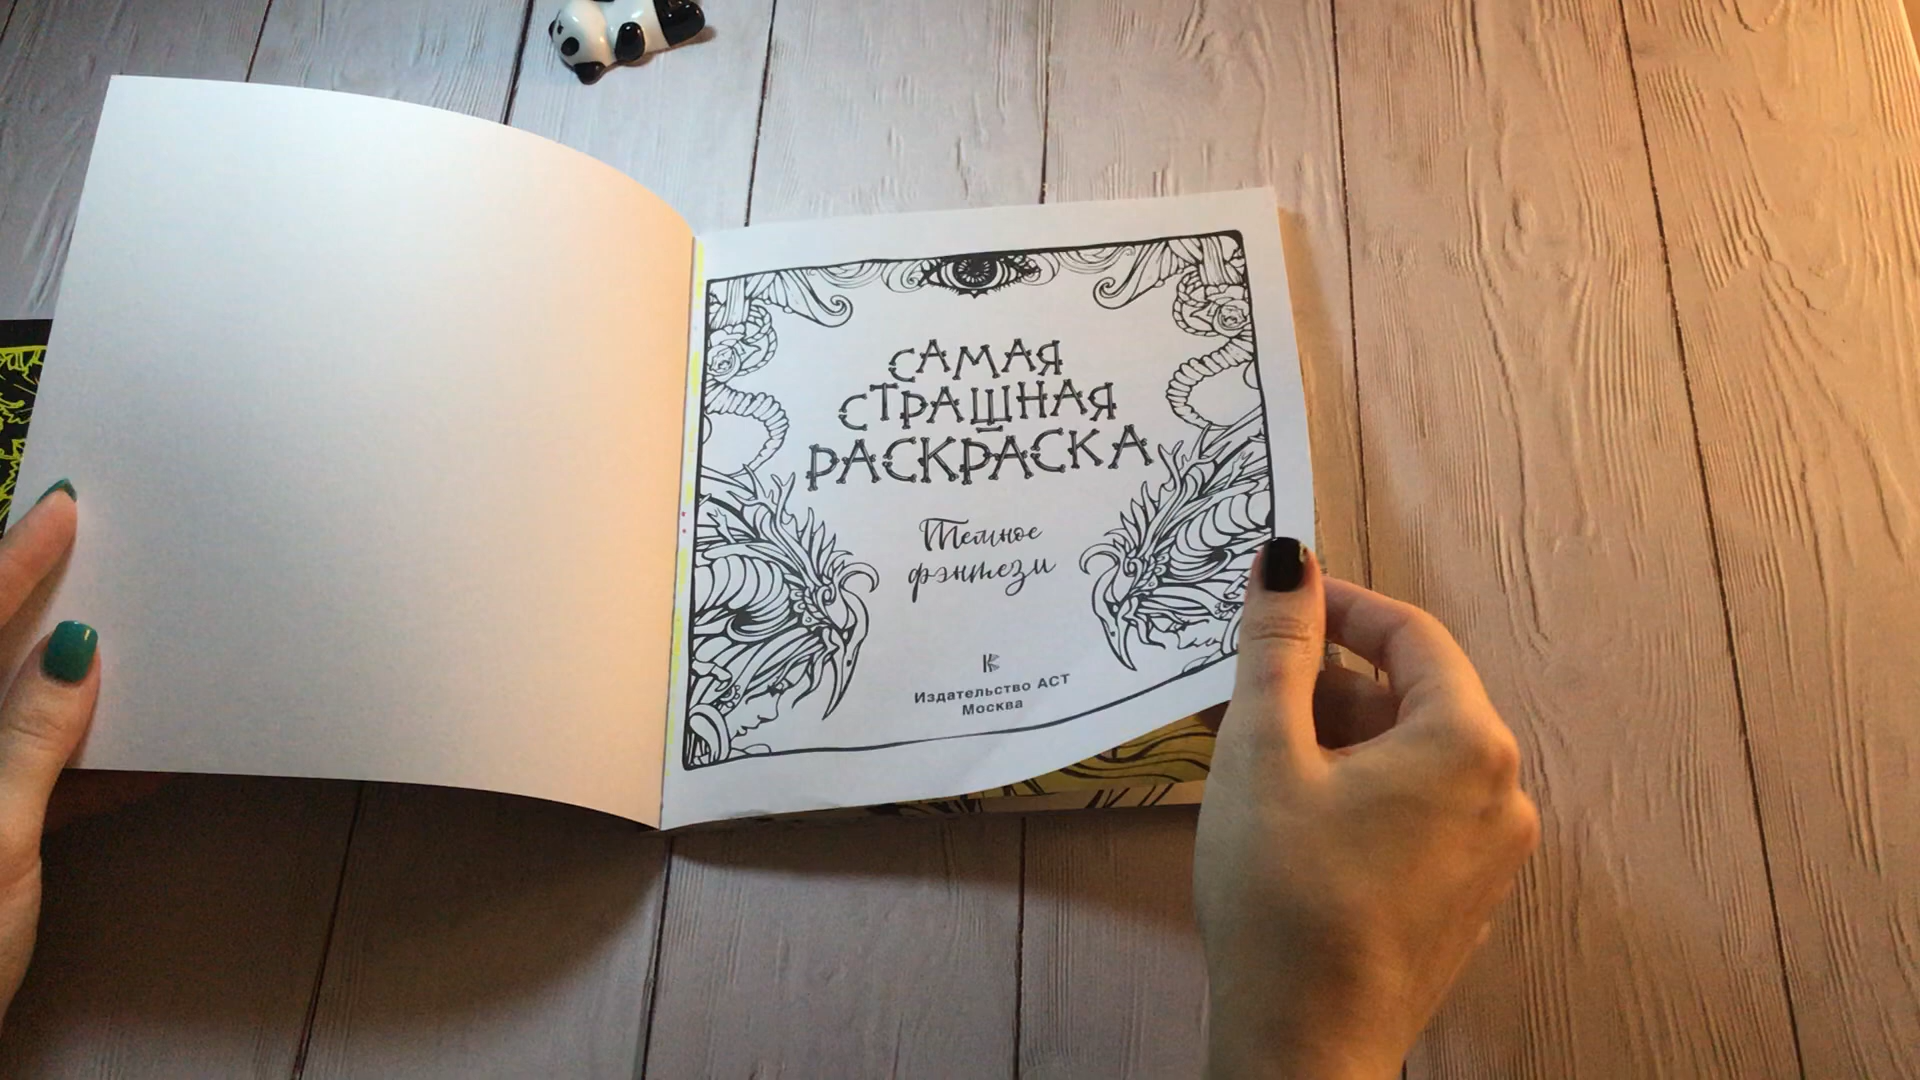 САМАЯ
СТРАШНАЯ
РАСКРАСКА
Темное
фэнтези
Издательство АСТ
Москва